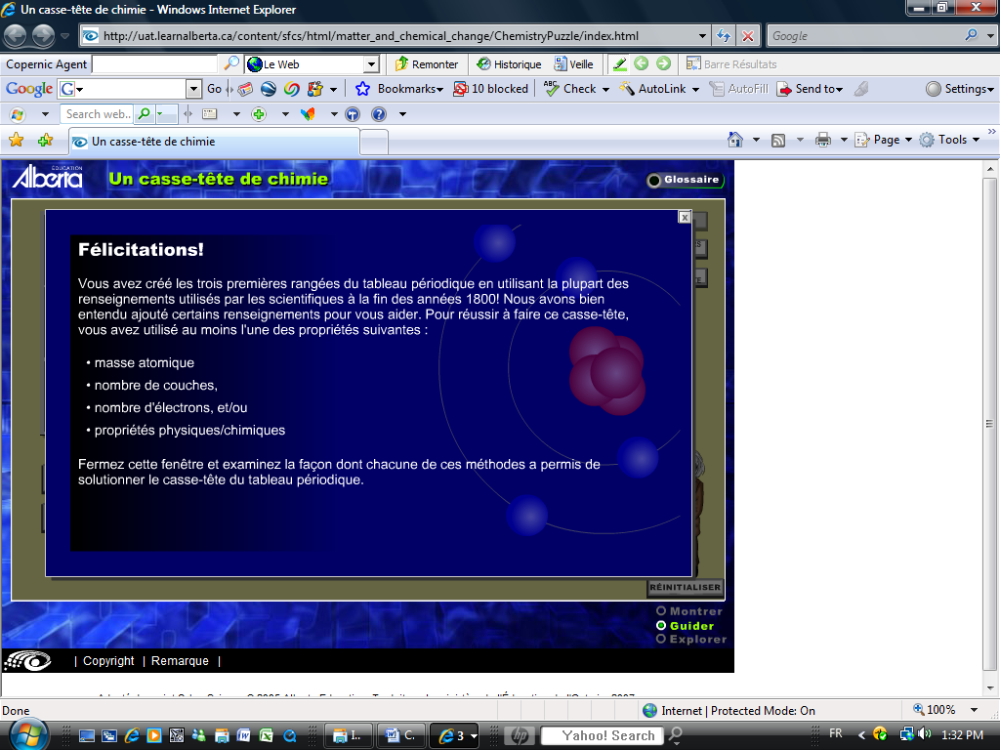 Un casse-tête de chimie - Windows Internet Explorer
http://uat.learnalberta.ca/content/sfcs/html/matter_and_chemical_change/ChemistryPuzzle/index.html
Google
Copernic Agent
Le Web
Remonter
Historique
Veille
Barre Résultats
Google
G
Go
Bookmarks
10 blocked
Check
AutoLink
AutoFill
Send to
Settings
Search web...
Un casse-tête de chimie
Page
Tools
EDUCATION
Alberta
Un casse-tête de chimie
Glossaire
x
Félicitations!
Vous avez créé les trois premières rangées du tableau périodique en utilisant la plupart des
renseignements utilisés par les scientifiques à la fin des années 1800! Nous avons bien
entendu ajouté certains renseignements pour vous aider. Pour réussir à faire ce casse-tête,
vous avez utilisé au moins l'une des propriétés suivantes :
• masse atomique
• nombre de couches,
• nombre d'électrons, et/ou
• propriétés physiques/chimiques
Fermez cette fenêtre et examinez la façon dont chacune de ces méthodes a permis de
solutionner le casse-tête du tableau périodique.
RÉINITIALISER
Montrer
Guider
Explorer
| Copyright | Remarque |
Done
Internet | Protected Mode: On
100%
I..
C.
3
hp
Yahoo! Search
FR
1:32 PM